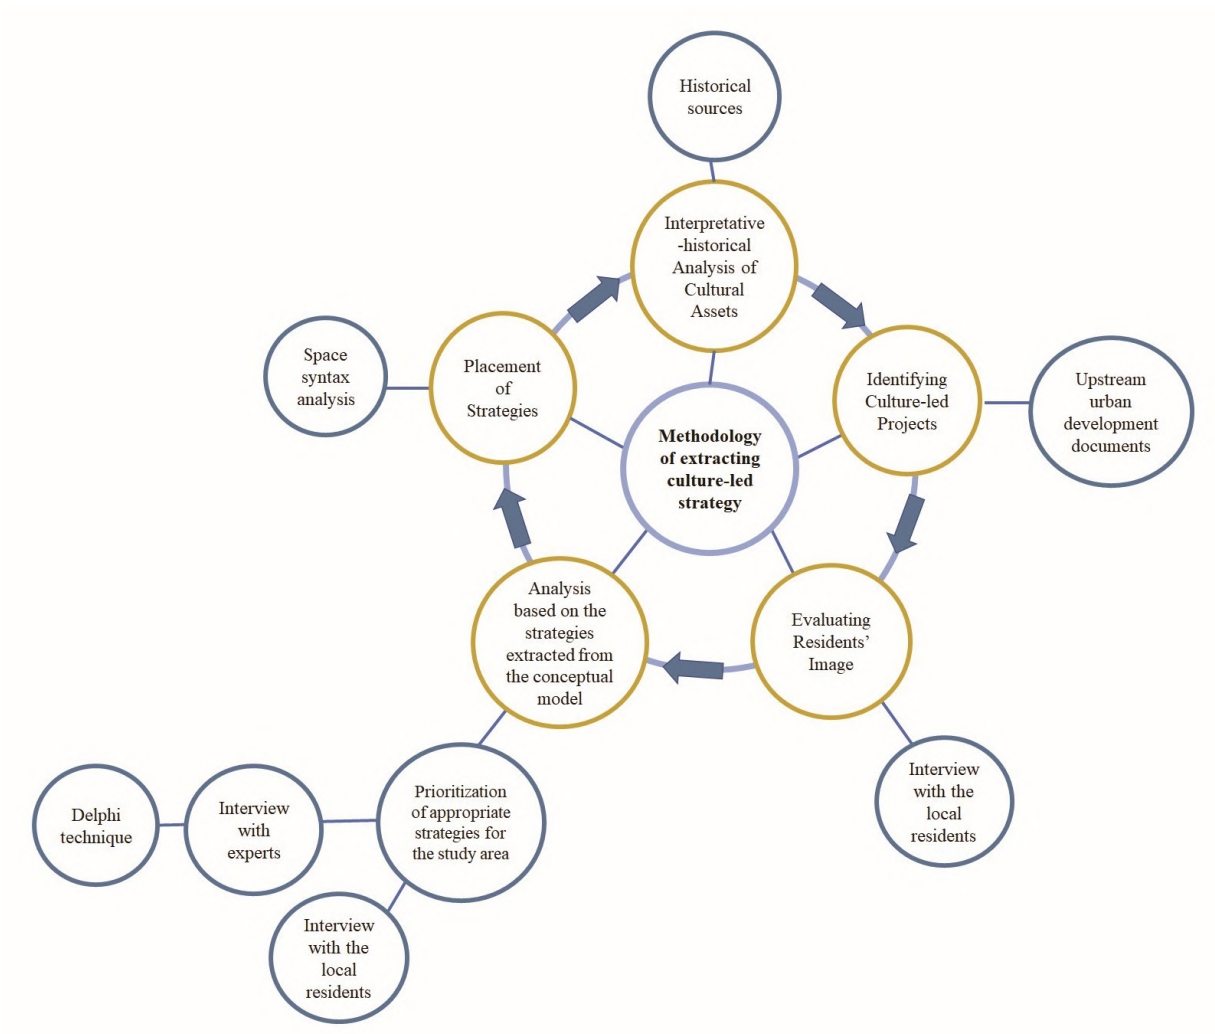 Historical
sources
Interpretative
-historical
Analysis of
Cultural
Assets
Identifying
Culture-led
Projects
Upstream
urban
development
documents
Evaluating
Residents’
Image
Interview
with the
local
residents
Analysis
based on the
strategies
extracted from
the conceptual
model
Prioritization
of appropriate
strategies for
the study area
Interview
with
experts
Delphi
technique
Interview
with the
local
residents
Placement
of
Strategies
Space
syntax
analysis
Methodology
of extracting
culture-led
strategy